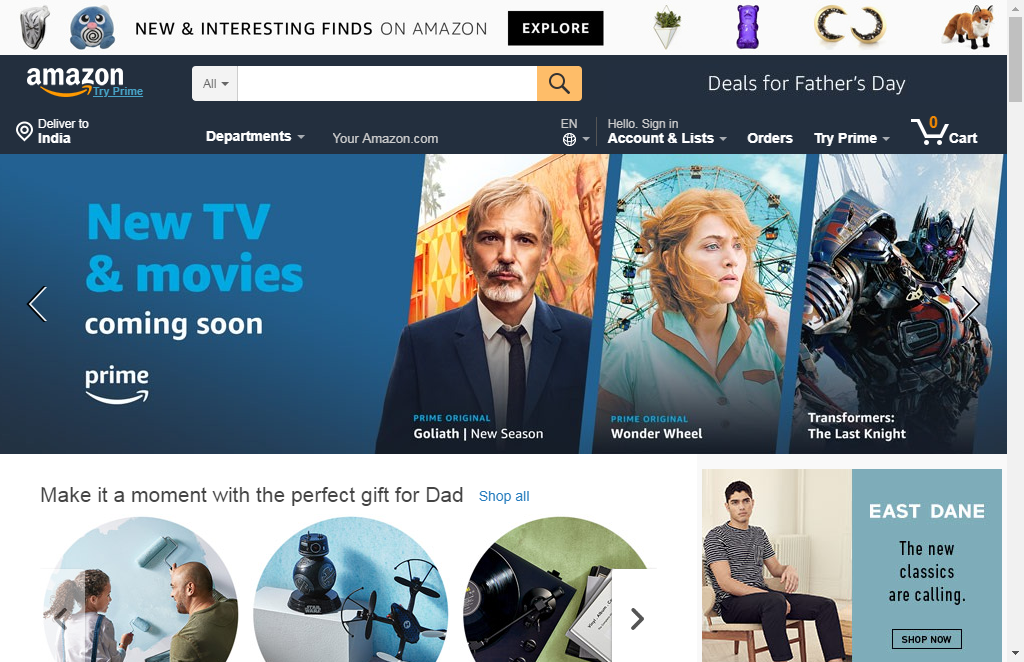 NEW & INTERESTING FINDS ON AMAZON
EXPLORE
amazon
Try Prime
All
Deals for Father's Day
Deliver to
India
Departments
Your Amazon.com
EN
Hello. Sign in
Account & Lists
Orders
Try Prime
0
Cart
New TV
& movies
coming soon
prime
PRIME ORIGINAL
Goliath | New Season
PRIME ORIGINAL
Wonder Wheel
Transformers:
The Last Knight
Make it a moment with the perfect gift for Dad
Shop all
EAST DANE
The new
classics
are calling.
SHOP NOW
STAR
WARS